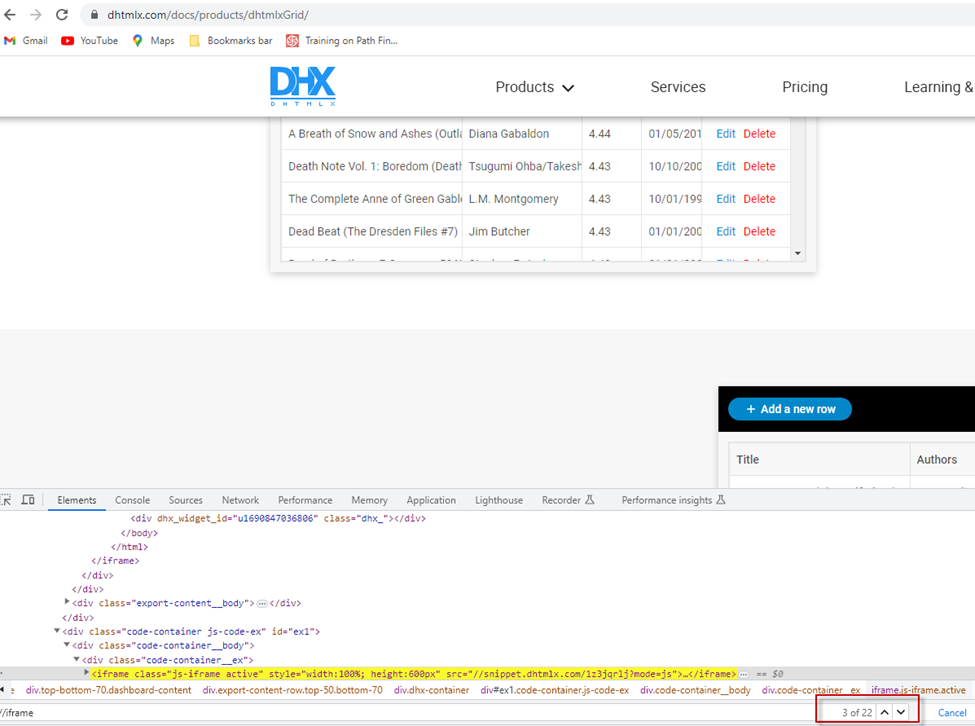 dhtmlx.com/docs/products/dhtmlxGrid/
Gmail YouTube Maps Bookmarks bar Training on Path Fin...
DHX
DHTMLX
Products Services Pricing Learning &
A Breath of Snow and Ashes (Outla Diana Gabaldon 4.44 01/05/201 Edit Delete
Death Note Vol. 1: Boredom (Death Tsugumi Ohba/Takesh 4.43 10/10/200 Edit Delete
The Complete Anne of Green Gable L.M. Montgomery 4.43 10/01/199 Edit Delete
Dead Beat (The Dresden Files #7) Jim Butcher 4.43 01/01/200 Edit Delete
+ Add a new row
Title Authors
Elements Console Sources Network Performance Memory Application Lighthouse Recorder Performance insights
<div dhx_widget_id="u1690847036806" class="dhx_"></div>
</body>
</html>
</iframe>
</div>
</div>
<div class="export-content__body">…</div>
</div>
<div class="code-container js-code-ex" id="ex1">
<div class="code-container__body">
<div class="code-container__ex">
<iframe class="js-iframe active" style="width:100%; height:600px" src="//snippet.dhtmlx.com/1z3jqrlj?mode=js">…</iframe> … == $0
s div.top-bottom-70.dashboard-content div.export-content-row.top-50.bottom-70 div.dhx-container div#ex1.code-container.js-code-ex div.code-container__body div.code-container__ex iframe.js-iframe.active
//iframe 3 of 22 Cancel